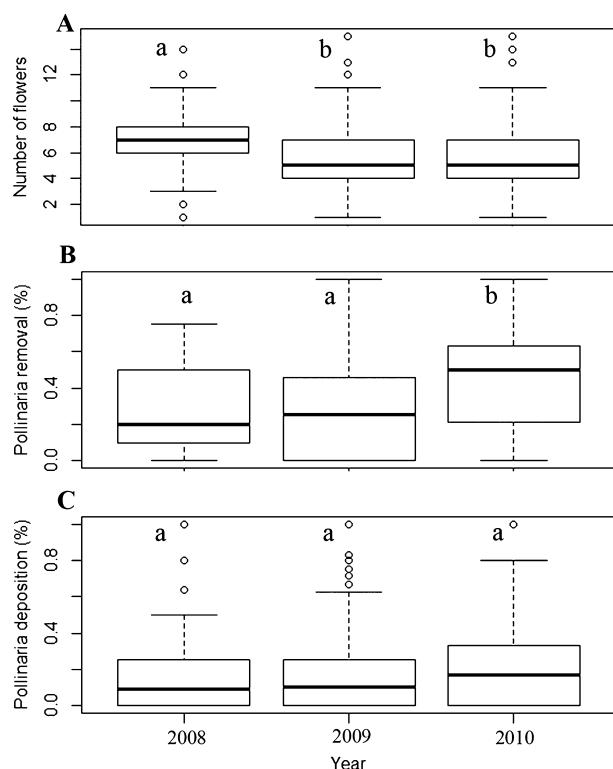 A
a
b
b
Number of flowers
12
8
6
4
2
B
a
a
b
Pollinaria removal (%)
0.8
0.4
0.0
C
a
a
a
Pollinaria deposition (%)
0.8
0.4
0.0
2008
2009
2010
Year